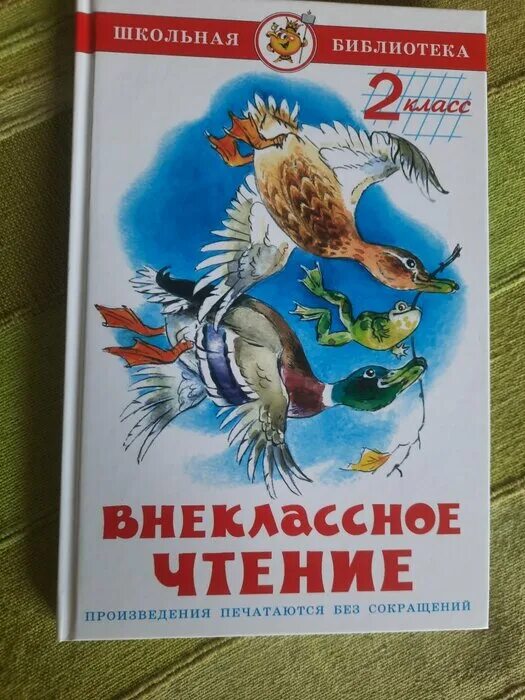 ШКОЛЬНАЯ БИБЛИОТЕКА
2 класс
ВНЕКЛАССНОЕ
ЧТЕНИЕ
ПРОИЗВЕДЕНИЯ ПЕЧАТАЮТСЯ БЕЗ СОКРАЩЕНИЙ